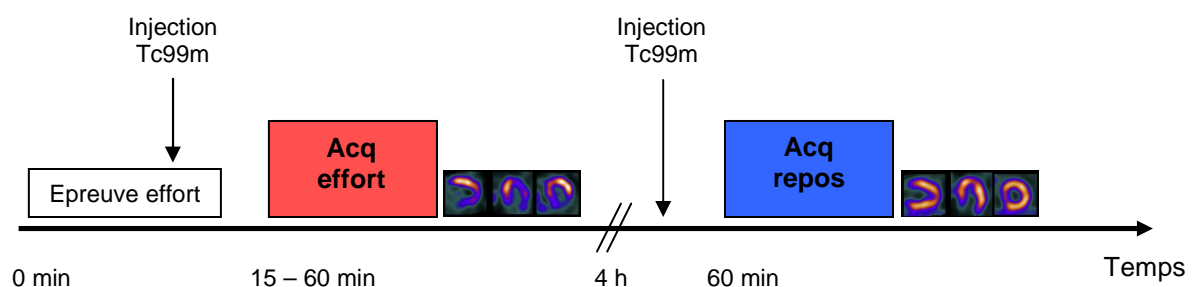 Injection
Tc99m
Injection
Tc99m
Epreuve effort
Acq
effort
Acq
repos
0 min
15 – 60 min
4 h
60 min
Temps